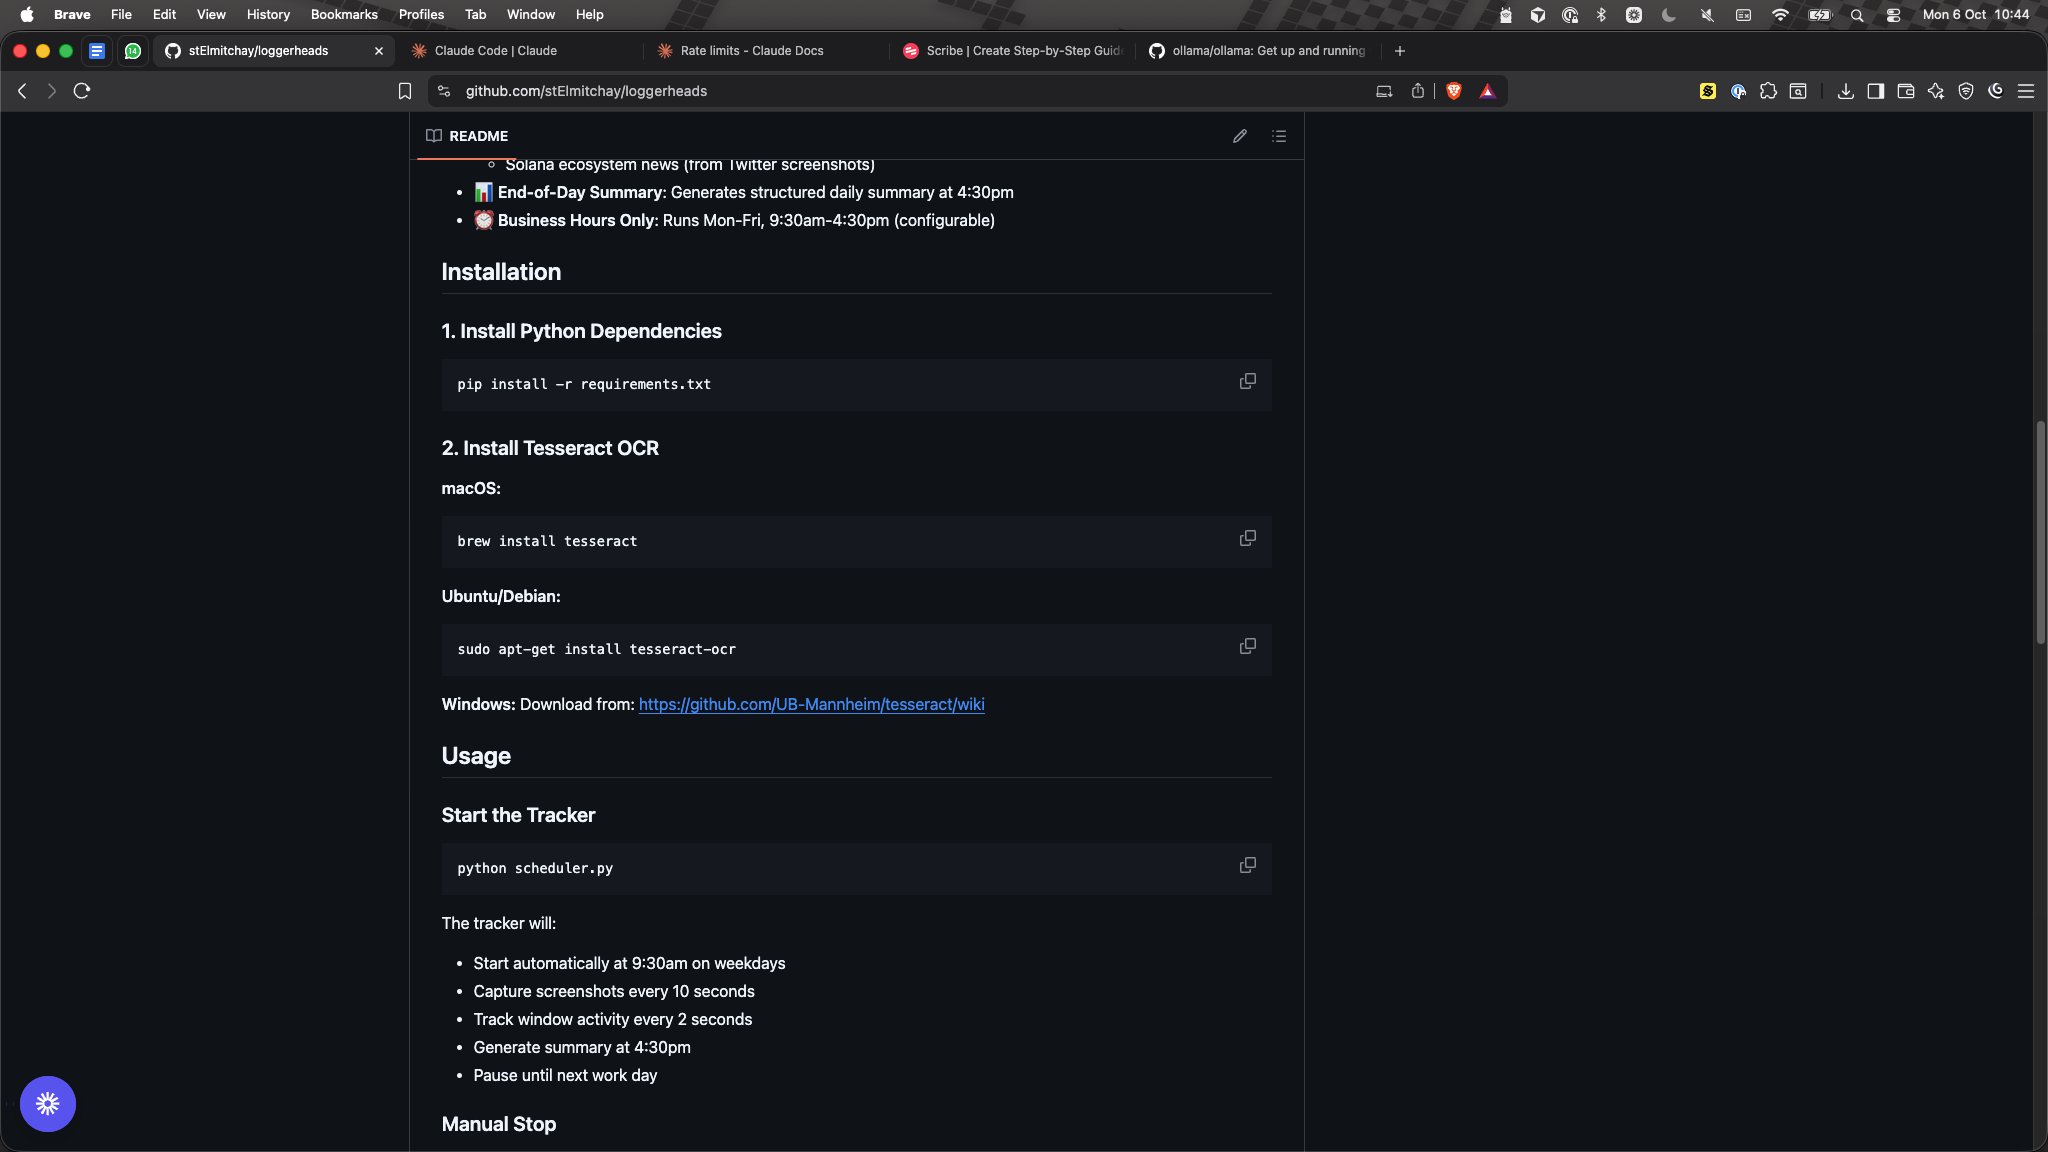 Brave File Edit View History Bookmarks Profiles Tab Window Help Mon 6 Oct 10:44
14 stElmitchay/loggerheads Claude Code | Claude Rate limits - Claude Docs Scribe | Create Step-by-Step Guid ollama/ollama: Get up and running
github.com/stElmitchay/loggerheads
README
Solana ecosystem news (from Twitter screenshots)
End-of-Day Summary: Generates structured daily summary at 4:30pm
Business Hours Only: Runs Mon-Fri, 9:30am-4:30pm (configurable)
Installation
1. Install Python Dependencies
pip install -r requirements.txt
2. Install Tesseract OCR
macOS:
brew install tesseract
Ubuntu/Debian:
sudo apt-get install tesseract-ocr
Windows: Download from: https://github.com/UB-Mannheim/tesseract/wiki
Usage
Start the Tracker
python scheduler.py
The tracker will:
Start automatically at 9:30am on weekdays
Capture screenshots every 10 seconds
Track window activity every 2 seconds
Generate summary at 4:30pm
Pause until next work day
Manual Stop